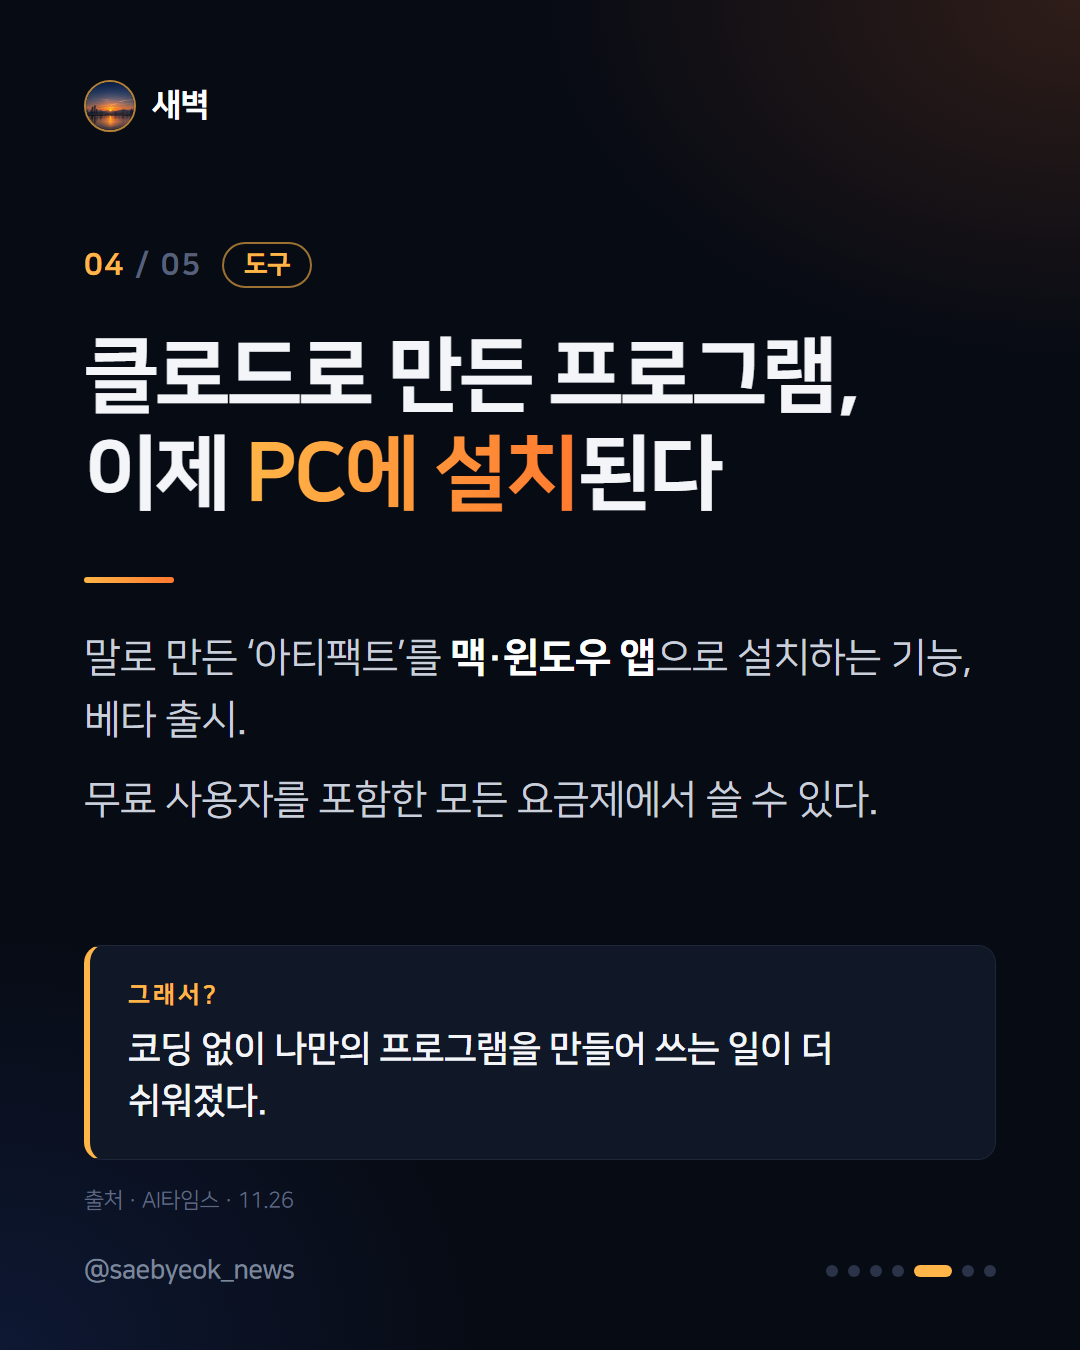 새벽
04 / 05 도구
클로드로 만든 프로그램,
이제 PC에 설치된다
말로 만든 ‘아티팩트’를 맥·윈도우 앱으로 설치하는 기능,
베타 출시.
무료 사용자를 포함한 모든 요금제에서 쓸 수 있다.
그래서?
코딩 없이 나만의 프로그램을 만들어 쓰는 일이 더
쉬워졌다.
출처 · AI타임스 · 11.26
@saebyeok_news